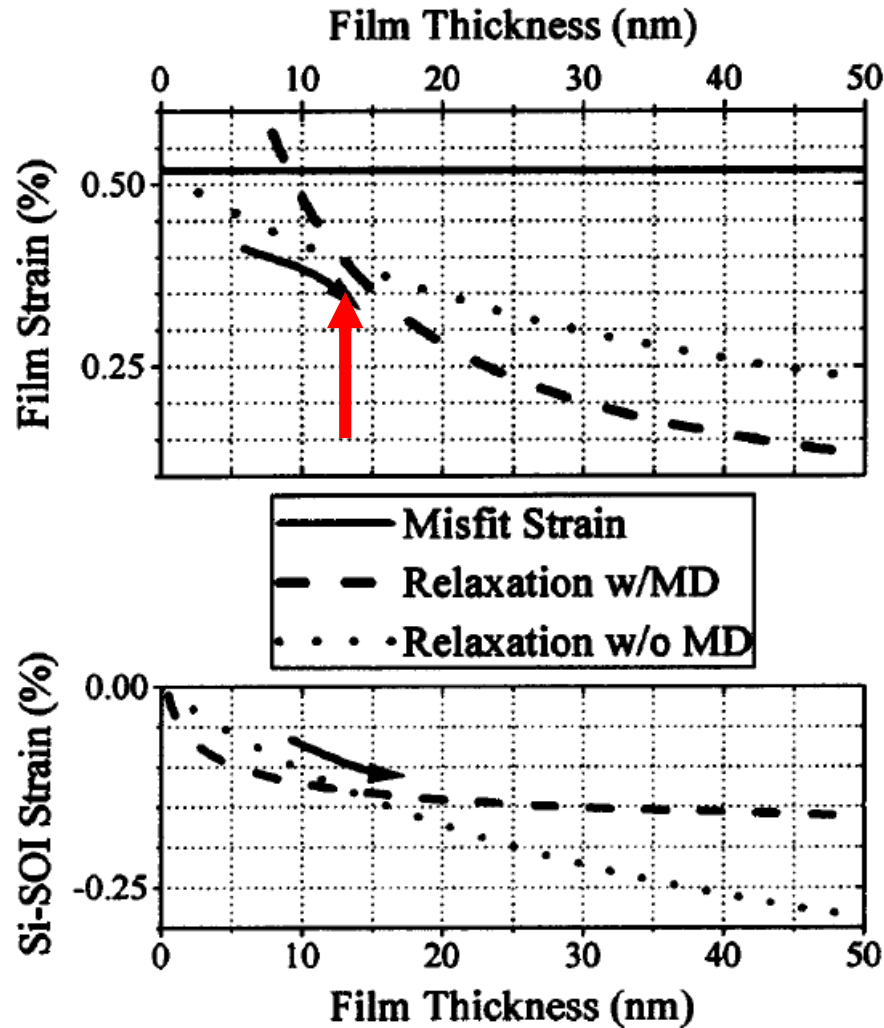 Film Thickness (nm)
0 10 20 30 40 50
Film Strain (%)
0.50
0.25
Misfit Strain
Relaxation w/MD
Relaxation w/o MD
Si-SOI Strain (%)
0.00
-0.25
0 10 20 30 40 50
Film Thickness (nm)